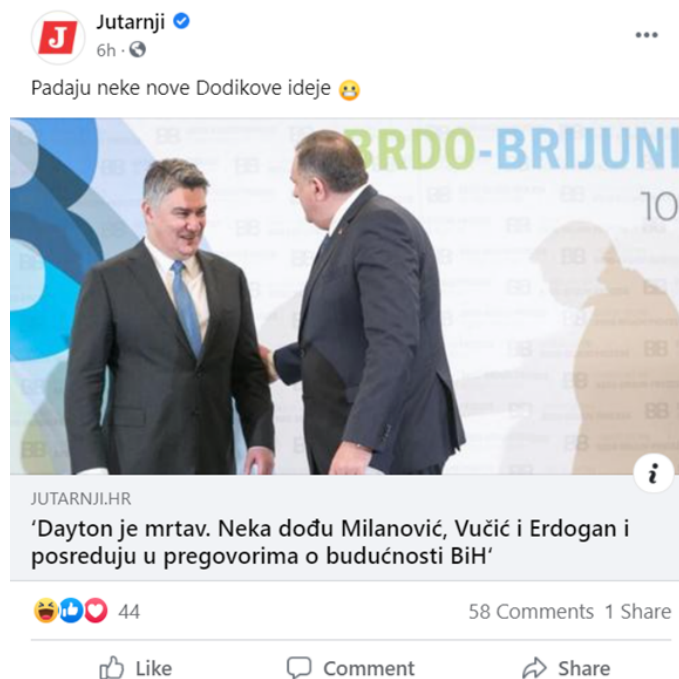 Jutarnji
6h ·
Padaju neke nove Dodikove ideje 😬
BRDO-BRIJUNI
10
JUTARNJI.HR
‘Dayton je mrtav. Neka dođu Milanović, Vučić i Erdogan i
posreduju u pregovorima o budućnosti BiH‘
44
58 Comments 1 Share
Like Comment Share